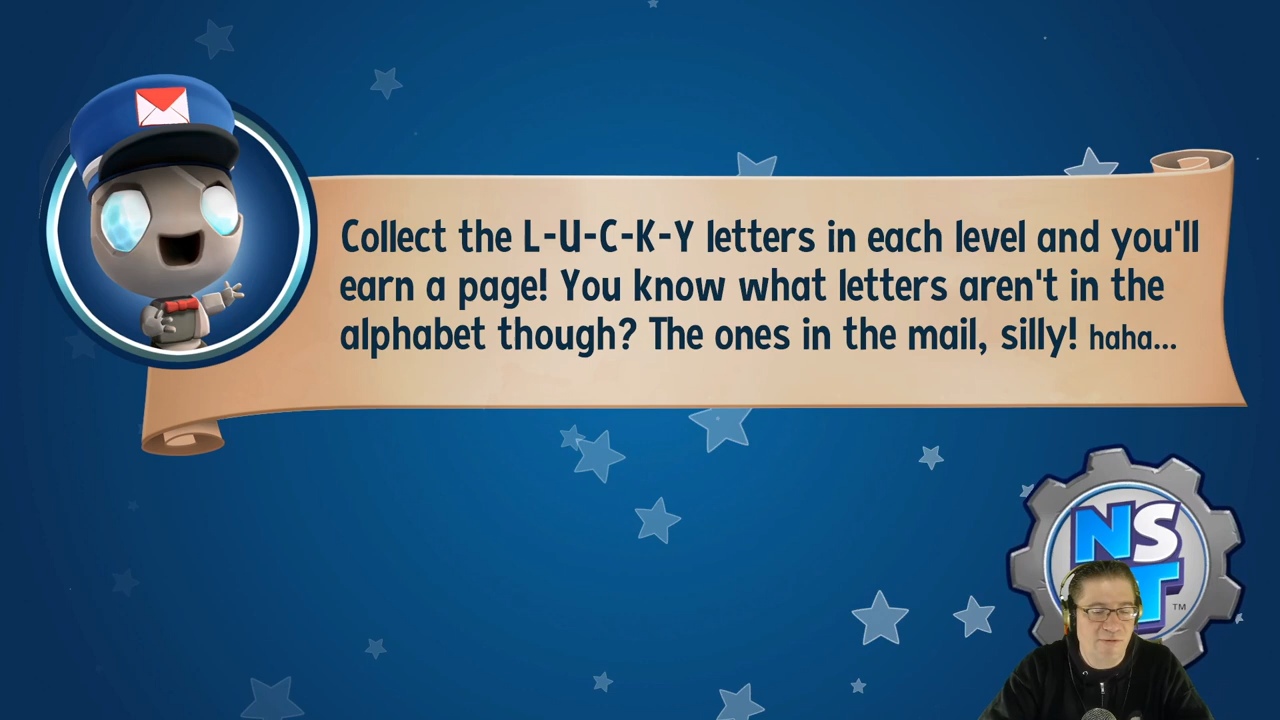 Collect the L-U-C-K-Y letters in each level and you'll
earn a page! You know what letters aren't in the
alphabet though? The ones in the mail, silly! haha...
NS
T TM